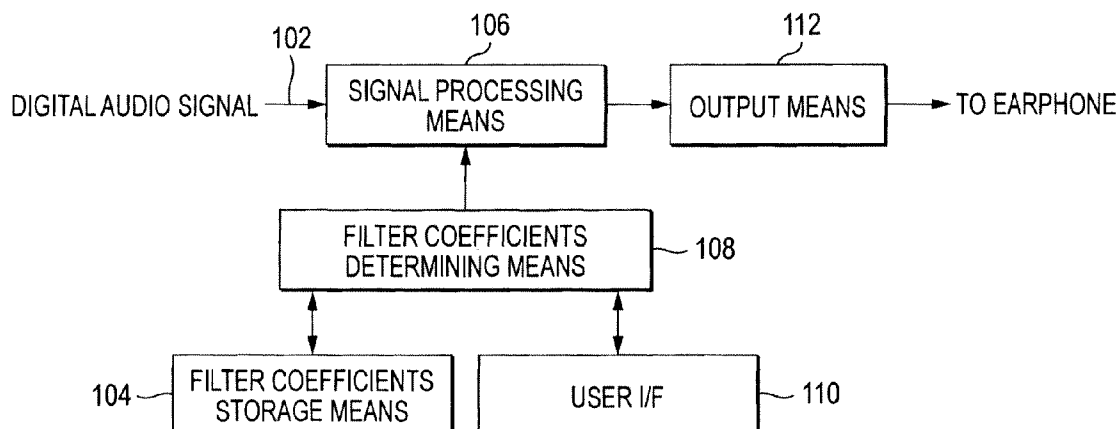 102
106
112
DIGITAL AUDIO SIGNAL
SIGNAL PROCESSING
MEANS
OUTPUT MEANS
TO EARPHONE
FILTER COEFFICIENTS
DETERMINING MEANS
108
104
FILTER COEFFICIENTS
STORAGE MEANS
USER I/F
110